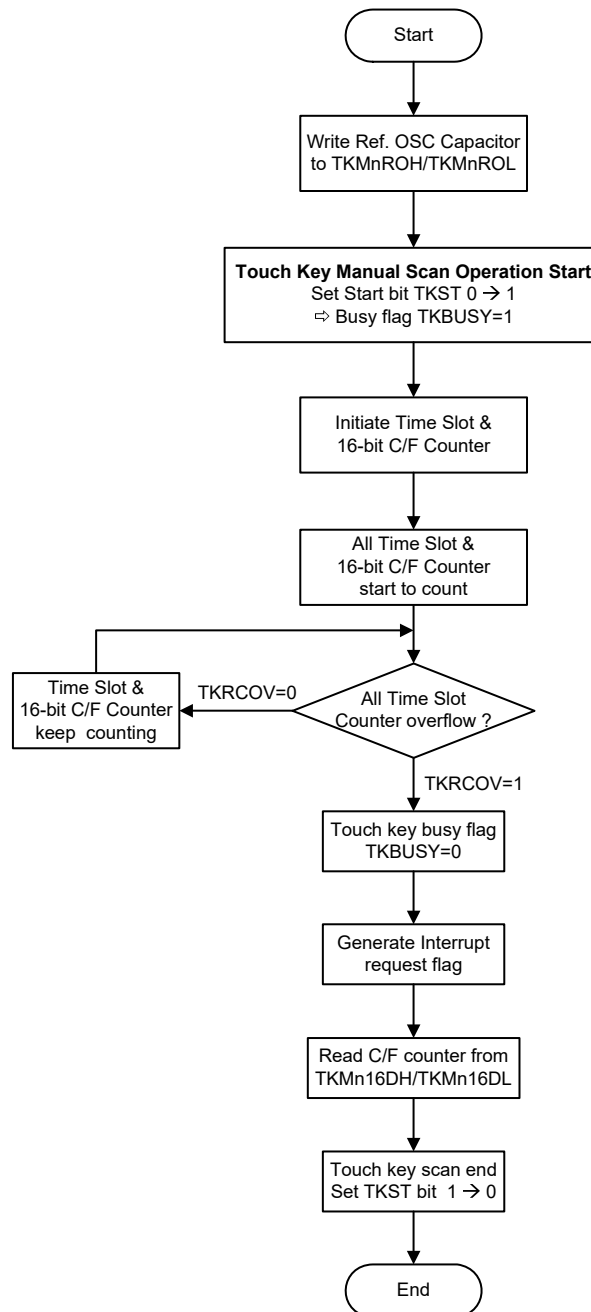 Start
Write Ref. OSC Capacitor
to TKMnROH/TKMnROL
Touch Key Manual Scan Operation Start
Set Start bit TKST 0 → 1
⇨ Busy flag TKBUSY=1
Initiate Time Slot &
16-bit C/F Counter
All Time Slot &
16-bit C/F Counter
start to count
All Time Slot
Counter overflow ?
TKRCOV=0
Time Slot &
16-bit C/F Counter
keep counting
TKRCOV=1
Touch key busy flag
TKBUSY=0
Generate Interrupt
request flag
Read C/F counter from
TKMn16DH/TKMn16DL
Touch key scan end
Set TKST bit 1 → 0
End